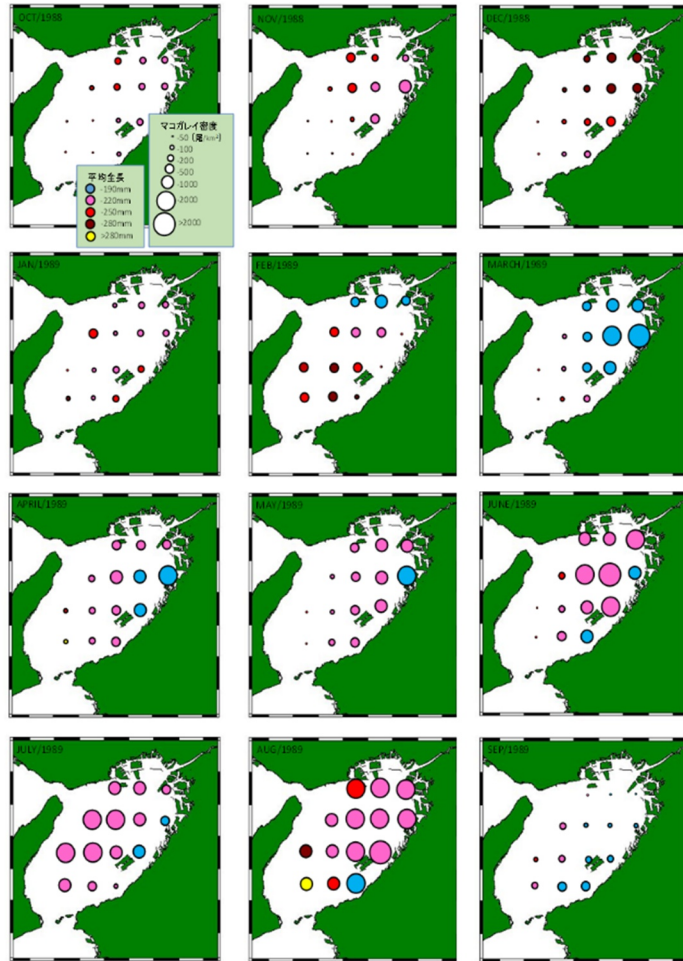 OCT/1988
NOV/1988
DEC/1988
マコガレイ密度
-50 (尾/km²)
-100
-200
-500
-1000
-2000
>2000
平均全長
-190mm
-220mm
-250mm
-280mm
>280mm
JAN/1989
FEB/1989
MARCH/1989
APRIL/1989
MAY/1989
JUNE/1989
JULY/1989
AUG/1989
SEP/1989